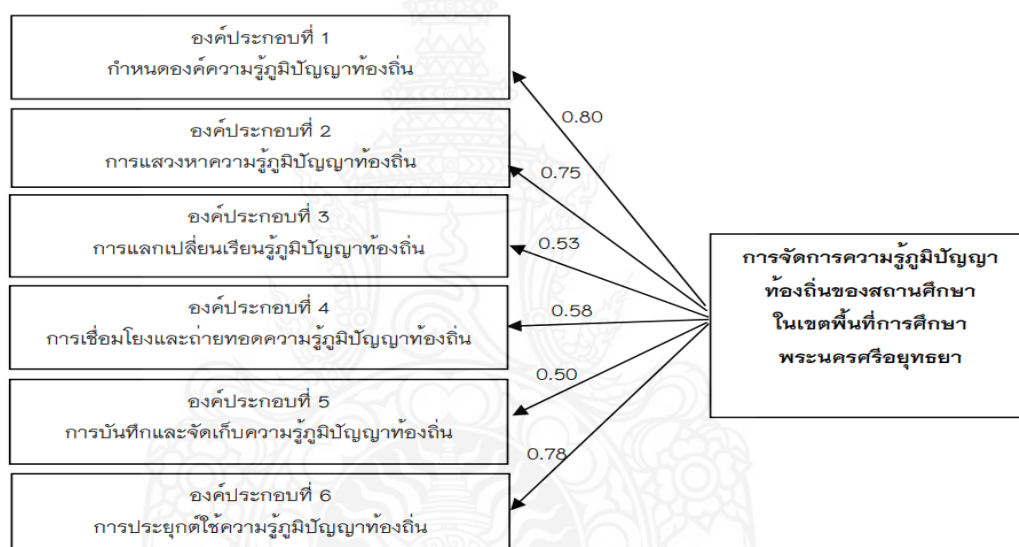 องค์ประกอบที่ 1
กำหนดองค์ความรู้ภูมิปัญญาท้องถิ่น
0.80
องค์ประกอบที่ 2
การแสวงหาความรู้ภูมิปัญญาท้องถิ่น
0.75
องค์ประกอบที่ 3
การแลกเปลี่ยนเรียนรู้ภูมิปัญญาท้องถิ่น
0.53
องค์ประกอบที่ 4
การเชื่อมโยงและถ่ายทอดความรู้ภูมิปัญญาท้องถิ่น
0.58
องค์ประกอบที่ 5
การบันทึกและจัดเก็บความรู้ภูมิปัญญาท้องถิ่น
0.50
องค์ประกอบที่ 6
การประยุกต์ใช้ความรู้ภูมิปัญญาท้องถิ่น
0.78
การจัดการความรู้ภูมิปัญญา
ท้องถิ่นของสถานศึกษา
ในเขตพื้นที่การศึกษา
พระนครศรีอยุทธยา